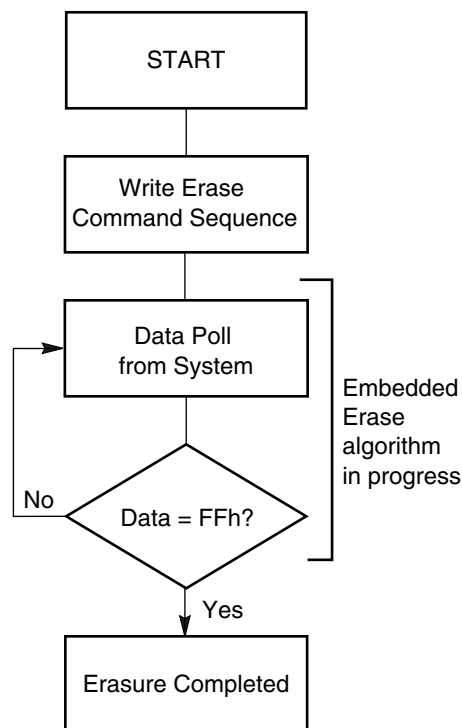 START
Write Erase
Command Sequence
Data Poll
from System
Embedded
Erase
algorithm
in progress
No
Data = FFh?
Yes
Erasure Completed